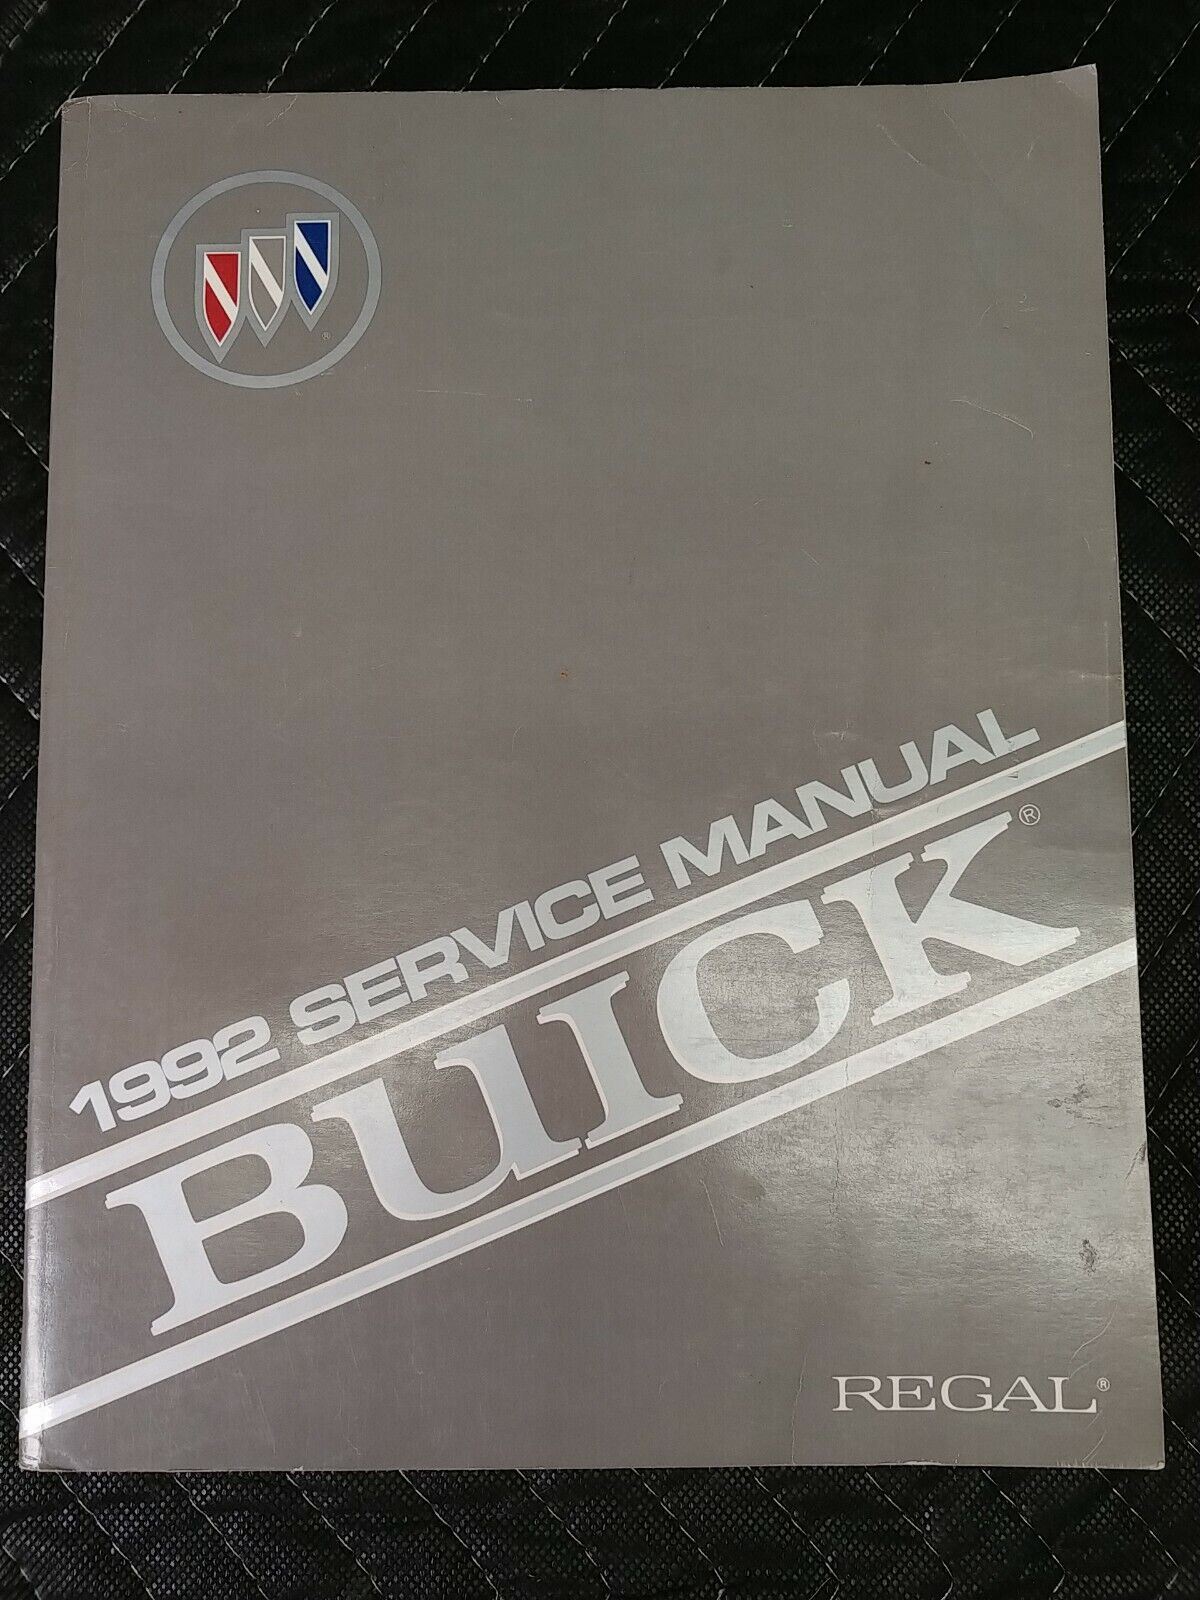 ®
1992 SERVICE MANUAL
BUICK®
REGAL®